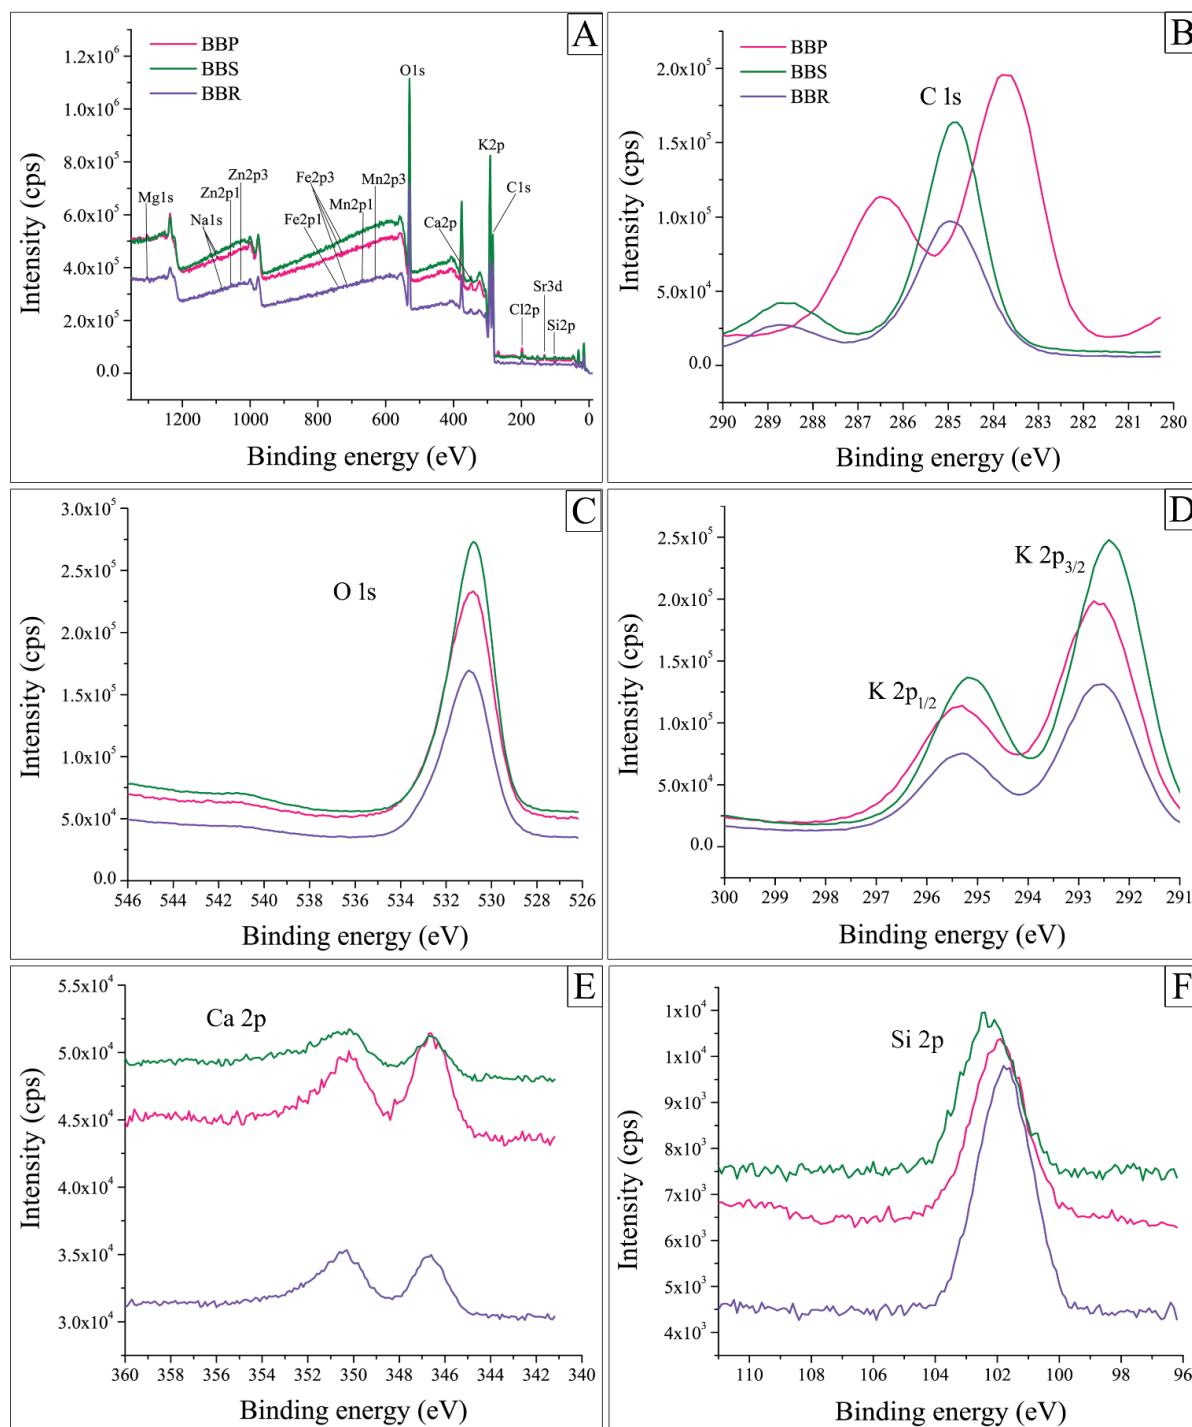 A
BBP
BBS
BBR
O1s
K2p
C1s
Mg1s
Na1s
Zn2p1
Zn2p3
Fe2p3
Fe2p1
Mn2p1
Mn2p3
Ca2p
Cl2p
Sr3d
Si2p
1.2x10⁶
1.0x10⁶
8.0x10⁵
6.0x10⁵
4.0x10⁵
2.0x10⁵
0.0
Intensity (cps)
1200 1000 800 600 400 200 0
Binding energy (eV)
B
BBP
BBS
BBR
C 1s
2.0x10⁵
1.5x10⁵
1.0x10⁵
5.0x10⁴
0.0
Intensity (cps)
290 289 288 287 286 285 284 283 282 281 280
Binding energy (eV)
C
O 1s
3.0x10⁵
2.5x10⁵
2.0x10⁵
1.5x10⁵
1.0x10⁵
5.0x10⁴
0.0
Intensity (cps)
546 544 542 540 538 536 534 532 530 528 526
Binding energy (eV)
D
K 2p₃/₂
K 2p₁/₂
2.5x10⁵
2.0x10⁵
1.5x10⁵
1.0x10⁵
5.0x10⁴
0.0
Intensity (cps)
300 299 298 297 296 295 294 293 292 291
Binding energy (eV)
E
Ca 2p
5.5x10⁴
5.0x10⁴
4.5x10⁴
4.0x10⁴
3.5x10⁴
3.0x10⁴
Intensity (cps)
360 358 356 354 352 350 348 346 344 342 340
Binding energy (eV)
F
Si 2p
1x10⁴
1x10⁴
9x10³
8x10³
7x10³
6x10³
5x10³
4x10³
Intensity (cps)
110 108 106 104 102 100 98 96
Binding energy (eV)